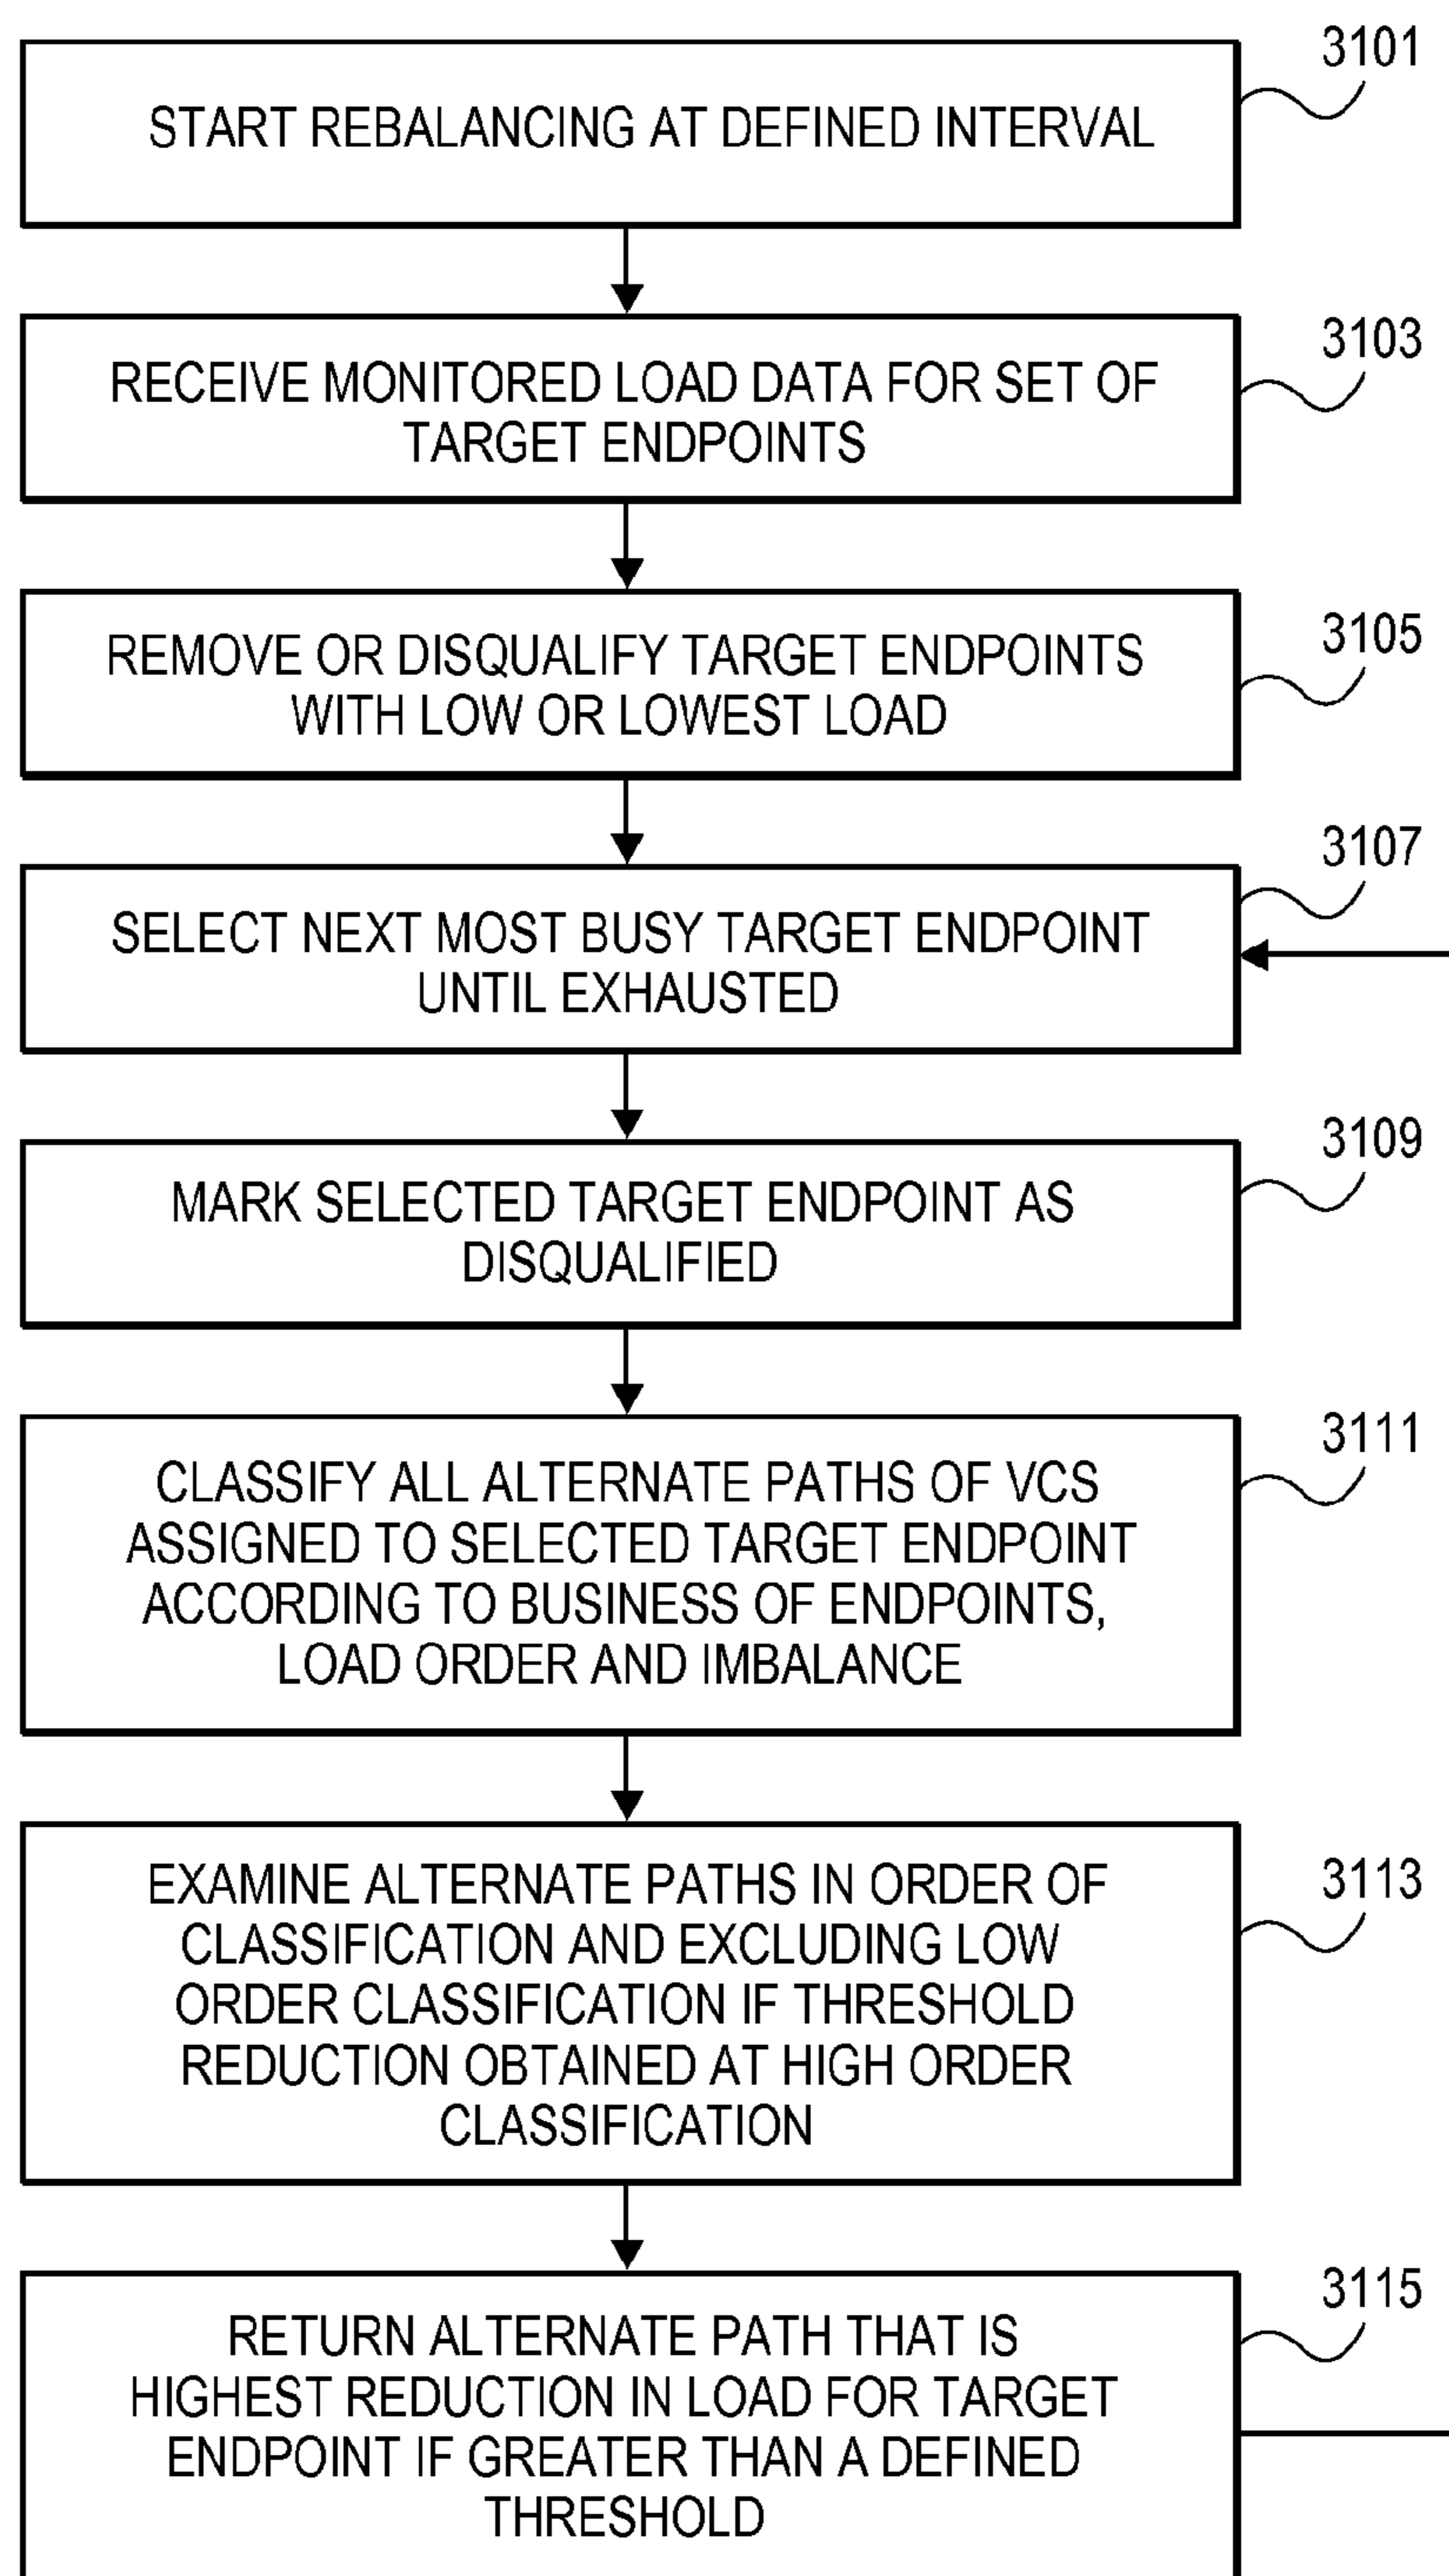 3101
START REBALANCING AT DEFINED INTERVAL
3103
RECEIVE MONITORED LOAD DATA FOR SET OF
TARGET ENDPOINTS
3105
REMOVE OR DISQUALIFY TARGET ENDPOINTS
WITH LOW OR LOWEST LOAD
3107
SELECT NEXT MOST BUSY TARGET ENDPOINT
UNTIL EXHAUSTED
3109
MARK SELECTED TARGET ENDPOINT AS
DISQUALIFIED
3111
CLASSIFY ALL ALTERNATE PATHS OF VCS
ASSIGNED TO SELECTED TARGET ENDPOINT
ACCORDING TO BUSINESS OF ENDPOINTS,
LOAD ORDER AND IMBALANCE
3113
EXAMINE ALTERNATE PATHS IN ORDER OF
CLASSIFICATION AND EXCLUDING LOW
ORDER CLASSIFICATION IF THRESHOLD
REDUCTION OBTAINED AT HIGH ORDER
CLASSIFICATION
3115
RETURN ALTERNATE PATH THAT IS
HIGHEST REDUCTION IN LOAD FOR TARGET
ENDPOINT IF GREATER THAN A DEFINED
THRESHOLD